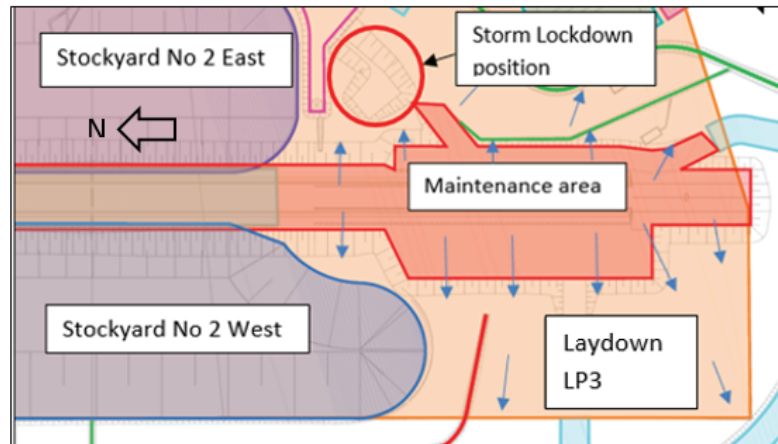 Stockyard No 2 East
Storm Lockdown
position
N
Maintenance area
Stockyard No 2 West
Laydown
LP3